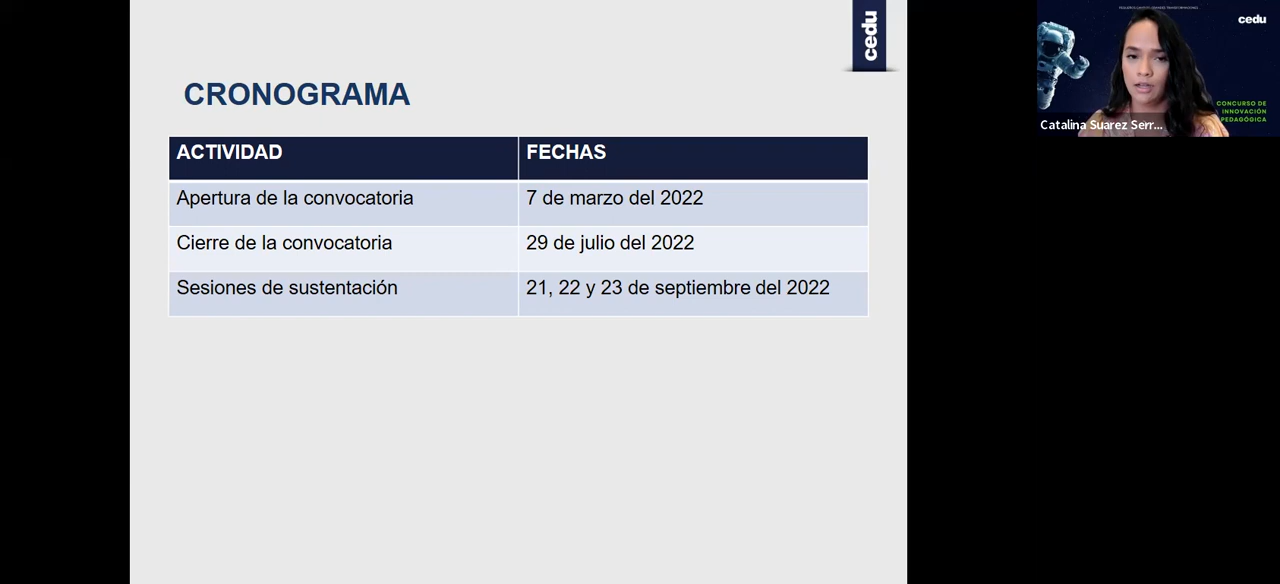 cedu
CRONOGRAMA
ACTIVIDAD FECHAS
Apertura de la convocatoria 7 de marzo del 2022
Cierre de la convocatoria 29 de julio del 2022
Sesiones de sustentación 21, 22 y 23 de septiembre del 2022
cedu
CONCURSO DE
INNOVACIÓN
PEDAGÓGICA
Catalina Suarez Serr...